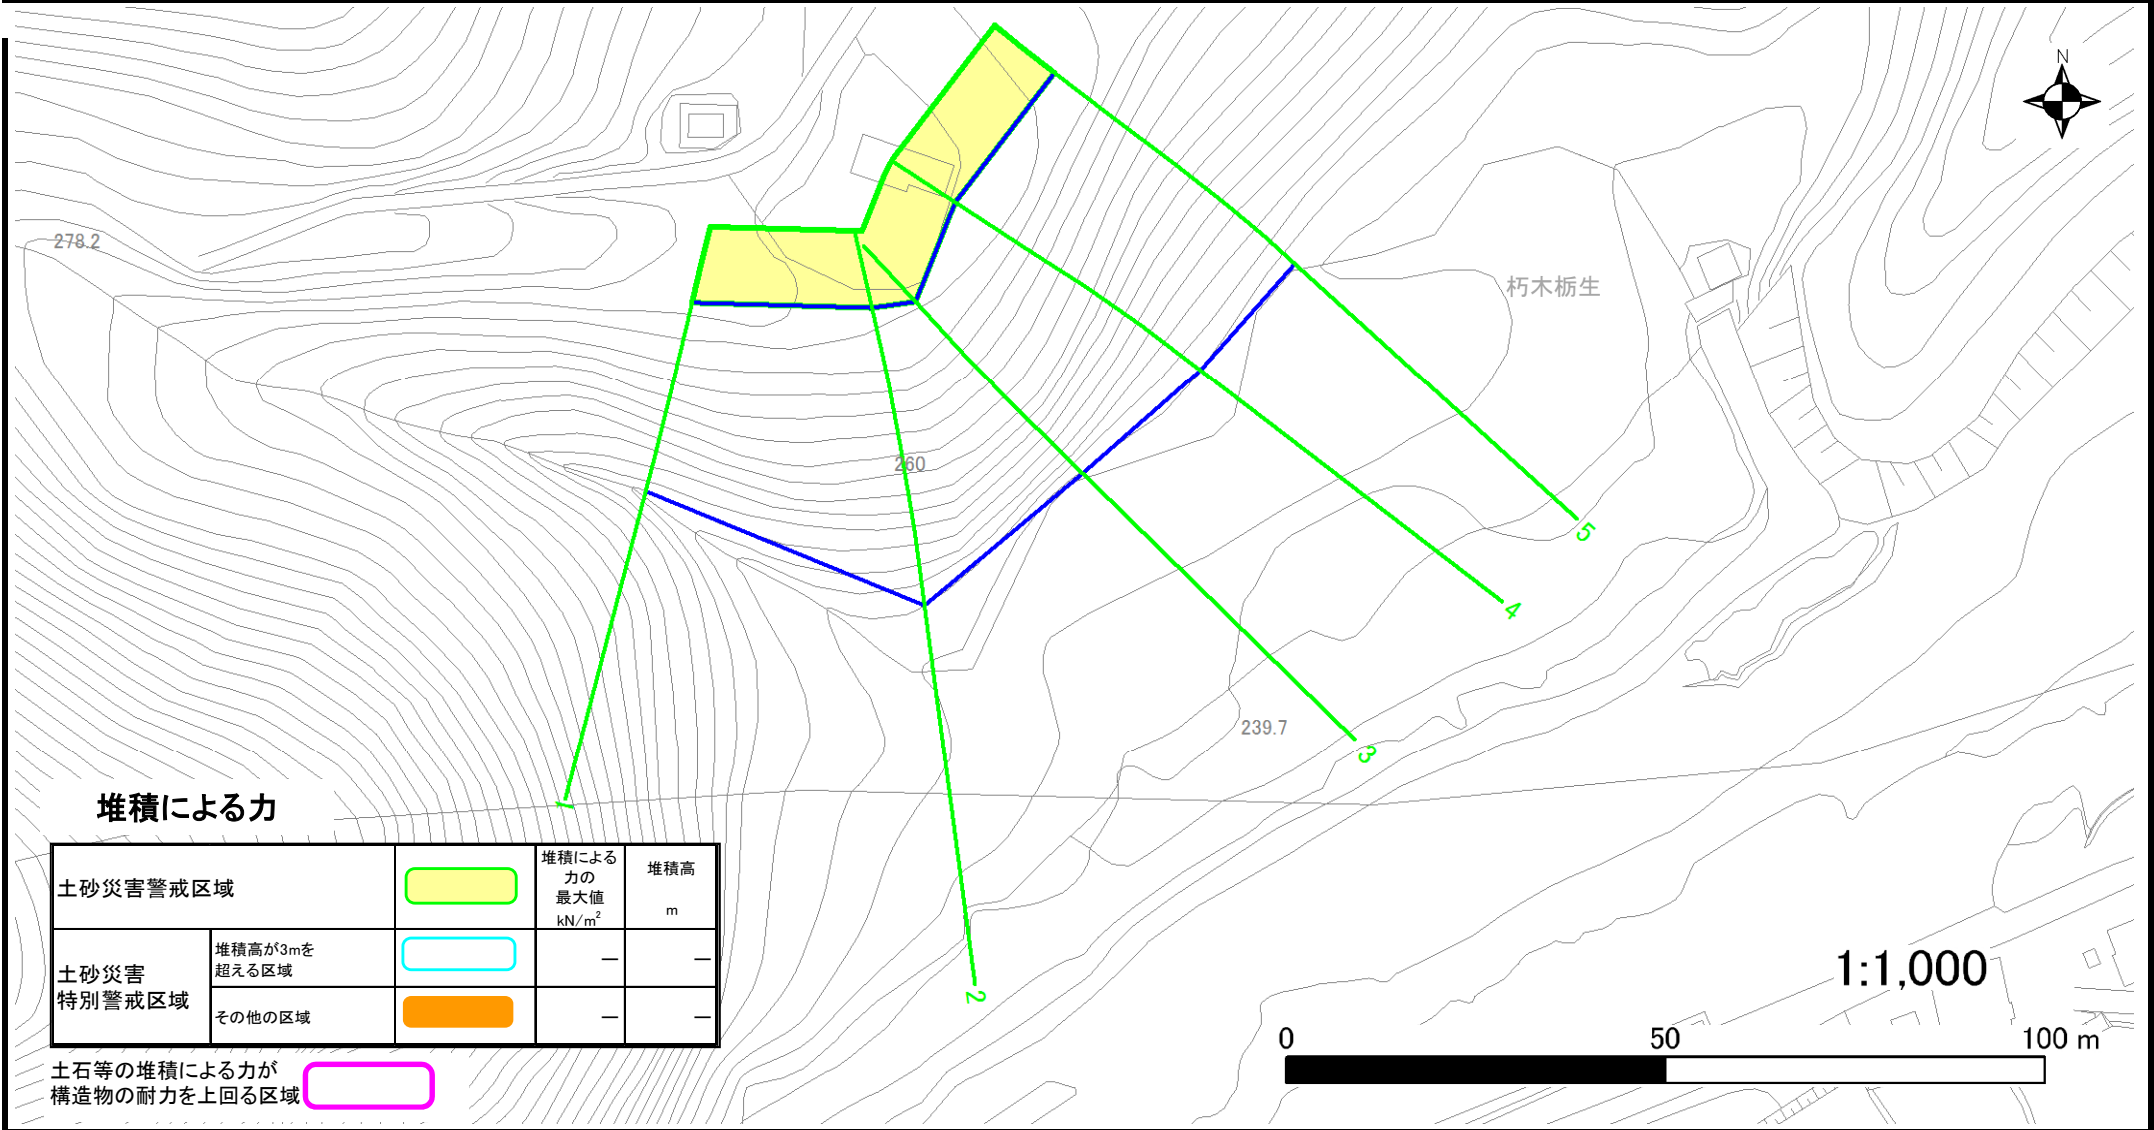 N
278.2
朽木栃生
260
5
4
239.7
3
1
2
堆積による力
土砂災害警戒区域
堆積による
力の
最大値
kN/m²
堆積高
m
土砂災害
特別警戒区域
堆積高が3mを
超える区域
—
—
その他の区域
—
—
土石等の堆積による力が
構造物の耐力を上回る区域
1:1,000
0 50 100 m